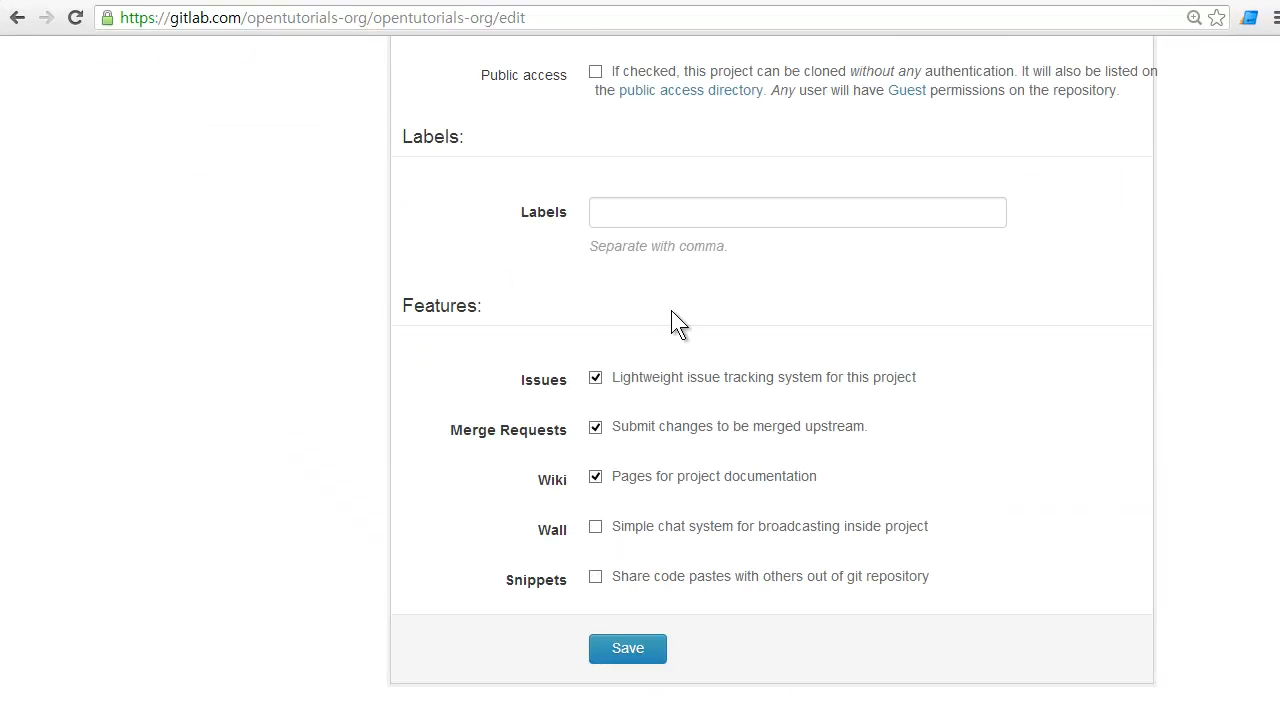 https://gitlab.com/opentutorials-org/opentutorials-org/edit
Public access
If checked, this project can be cloned without any authentication. It will also be listed on
the public access directory. Any user will have Guest permissions on the repository.
Labels:
Labels
Separate with comma.
Features:
Issues
Lightweight issue tracking system for this project
Merge Requests
Submit changes to be merged upstream.
Wiki
Pages for project documentation
Wall
Simple chat system for broadcasting inside project
Snippets
Share code pastes with others out of git repository
Save